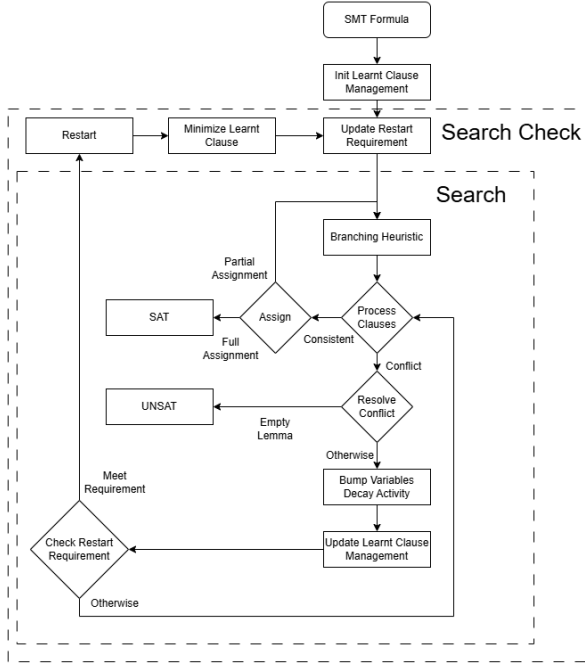 SMT Formula
Init Learnt Clause
Management
Restart
Minimize Learnt
Clause
Update Restart
Requirement
Search Check
Search
Branching Heuristic
Partial
Assignment
SAT
Assign
Process
Clauses
Full
Assignment
Consistent
Conflict
UNSAT
Resolve
Conflict
Empty
Lemma
Otherwise
Bump Variables
Decay Activity
Meet
Requirement
Check Restart
Requirement
Update Learnt Clause
Management
Otherwise